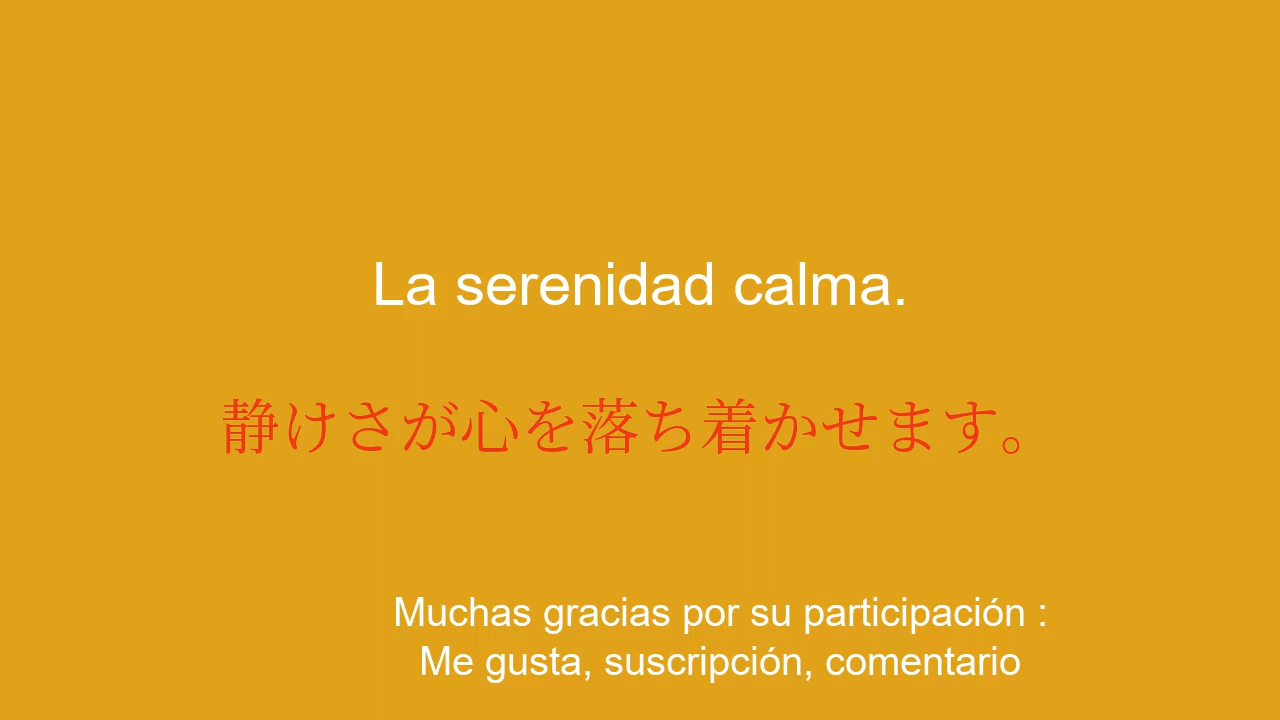 La serenidad calma.
静けさが心を落ち着かせます。
Muchas gracias por su participación :
Me gusta, suscripción, comentario